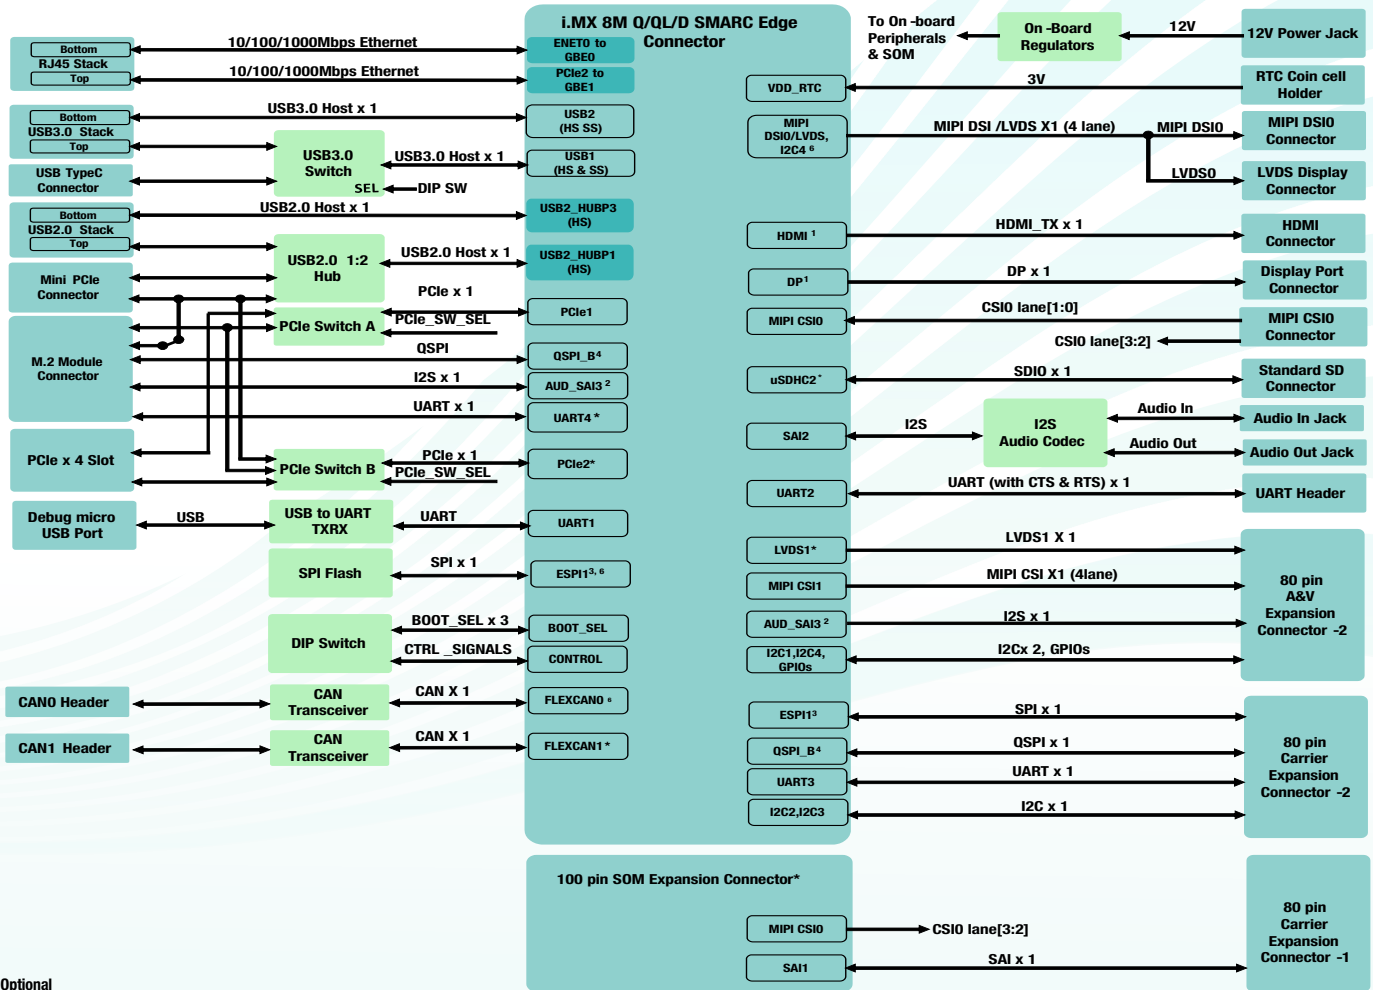 i.MX 8M Q/QL/D SMARC Edge
Connector
Bottom
RJ45 Stack
Top
10/100/1000Mbps Ethernet
10/100/1000Mbps Ethernet
ENET0 to
GBE0
PCIe2 to
GBE1
Bottom
USB3.0 Stack
Top
USB3.0 Host x 1
USB2
(HS SS)
USB TypeC
Connector
USB3.0
Switch
SEL
DIP SW
USB3.0 Host x 1
USB1
(HS & SS)
Bottom
USB2.0 Stack
Top
USB2.0 Host x 1
USB2_HUBP3
(HS)
USB2.0 1:2
Hub
USB2.0 Host x 1
USB2_HUBP1
(HS)
Mini PCIe
Connector
PCIe x 1
PCIe Switch A
PCIe_SW_SEL
PCIe1
M.2 Module
Connector
QSPI
QSPI_B4
I2S x 1
AUD_SAI3 2
UART x 1
UART4 *
PCIe x 4 Slot
PCIe Switch B
PCIe x 1
PCIe_SW_SEL
PCIe2*
Debug micro
USB Port
USB
USB to UART
TXRX
UART
UART1
SPI Flash
SPI x 1
ESPI13, 6
DIP Switch
BOOT_SEL x 3
BOOT_SEL
CTRL _SIGNALS
CONTROL
CAN0 Header
CAN
Transceiver
CAN X 1
FLEXCAN0 6
CAN1 Header
CAN
Transceiver
CAN X 1
FLEXCAN1 *
To On -board
Peripherals
& SOM
On -Board
Regulators
12V
12V Power Jack
VDD_RTC
3V
RTC Coin cell
Holder
MIPI
DSI0/LVDS,
I2C4 6
MIPI DSI /LVDS X1 (4 lane)
MIPI DSI0
MIPI DSI0
Connector
LVDS0
LVDS Display
Connector
HDMI 1
HDMI_TX x 1
HDMI
Connector
DP1
DP x 1
Display Port
Connector
MIPI CSI0
CSI0 lane[1:0]
CSI0 lane[3:2]
MIPI CSI0
Connector
uSDHC2*
SDIO x 1
Standard SD
Connector
SAI2
I2S
I2S
Audio Codec
Audio In
Audio In Jack
Audio Out
Audio Out Jack
UART2
UART (with CTS & RTS) x 1
UART Header
LVDS1*
LVDS1 X 1
MIPI CSI1
MIPI CSI X1 (4lane)
AUD_SAI3 2
I2S x 1
I2C1,I2C4,
GPIOs
I2Cx 2, GPIOs
80 pin
A&V
Expansion
Connector -2
ESPI13
SPI x 1
QSPI_B4
QSPI x 1
UART3
UART x 1
I2C2,I2C3
I2C x 1
80 pin
Carrier
Expansion
Connector -2
100 pin SOM Expansion Connector*
MIPI CSI0
CSI0 lane[3:2]
SAI1
SAI x 1
80 pin
Carrier
Expansion
Connector -1
Optional